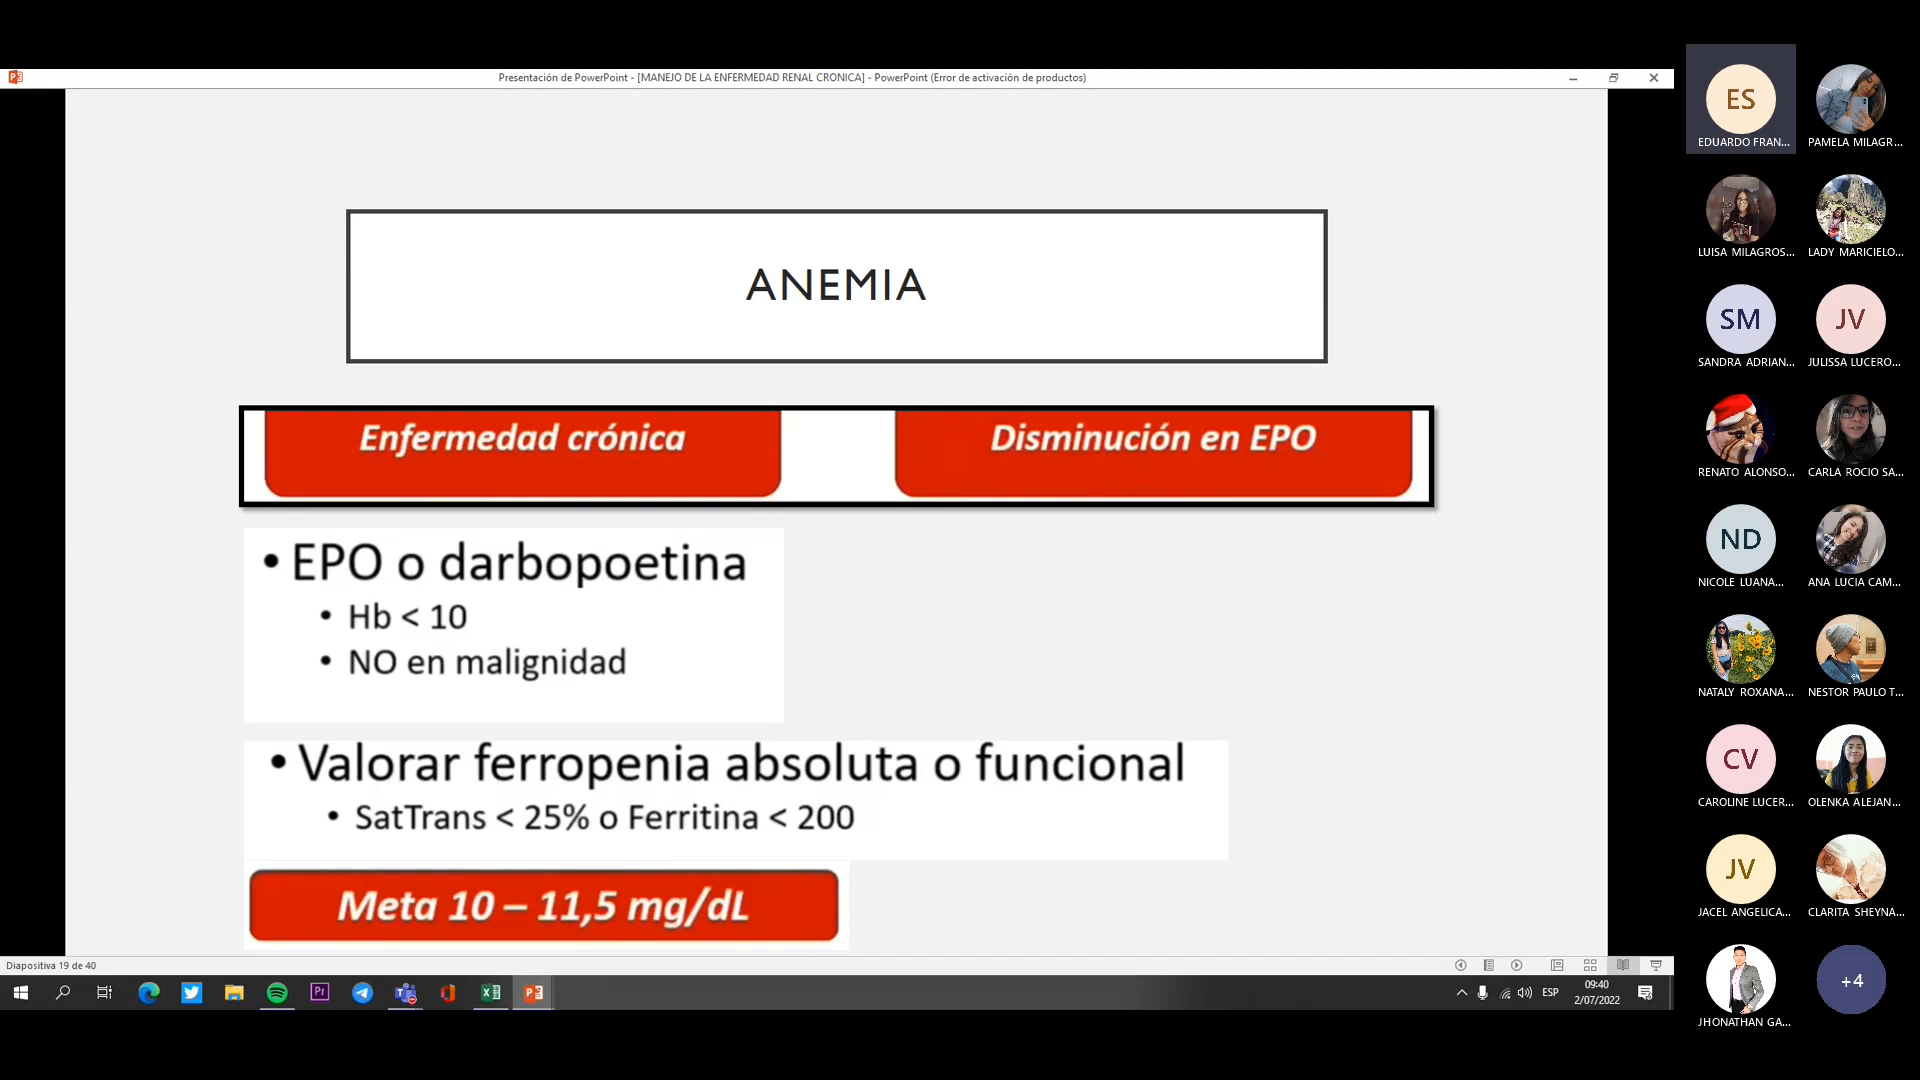 Presentación de PowerPoint - [MANEJO DE LA ENFERMEDAD RENAL CRONICA] - PowerPoint (Error de activación de productos)
ANEMIA
Enfermedad crónica
Disminución en EPO
• EPO o darbopoetina
• Hb < 10
• NO en malignidad
• Valorar ferropenia absoluta o funcional
• SatTrans < 25% o Ferritina < 200
Meta 10 – 11,5 mg/dL
Diapositiva 19 de 40
ESP
09:40
2/07/2022
ES
EDUARDO FRAN...
PAMELA MILAGR...
LUISA MILAGROS...
LADY MARICIELO...
SM
SANDRA ADRIAN...
JV
JULISSA LUCERO...
RENATO ALONSO...
CARLA ROCIO SA...
ND
NICOLE LUANA...
ANA LUCIA CAM...
NATALY ROXANA...
NESTOR PAULO T...
CV
CAROLINE LUCER...
OLENKA ALEJAN...
JV
JACEL ANGELICA...
CLARITA SHEYNA...
JHONATHAN GA...
+4